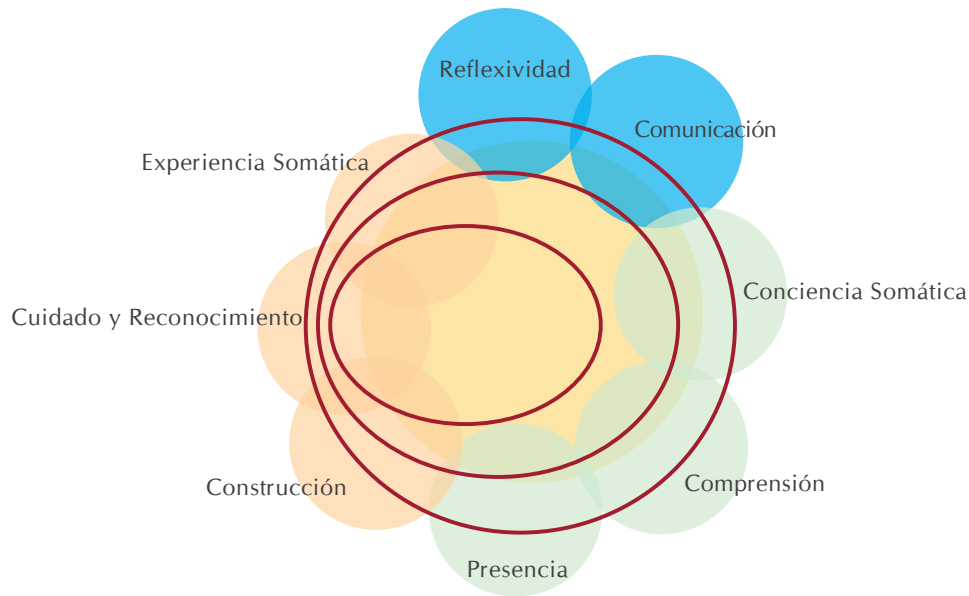 Reflexividad
Comunicación
Experiencia Somática
Conciencia Somática
Cuidado y Reconocimiento
Comprensión
Construcción
Presencia